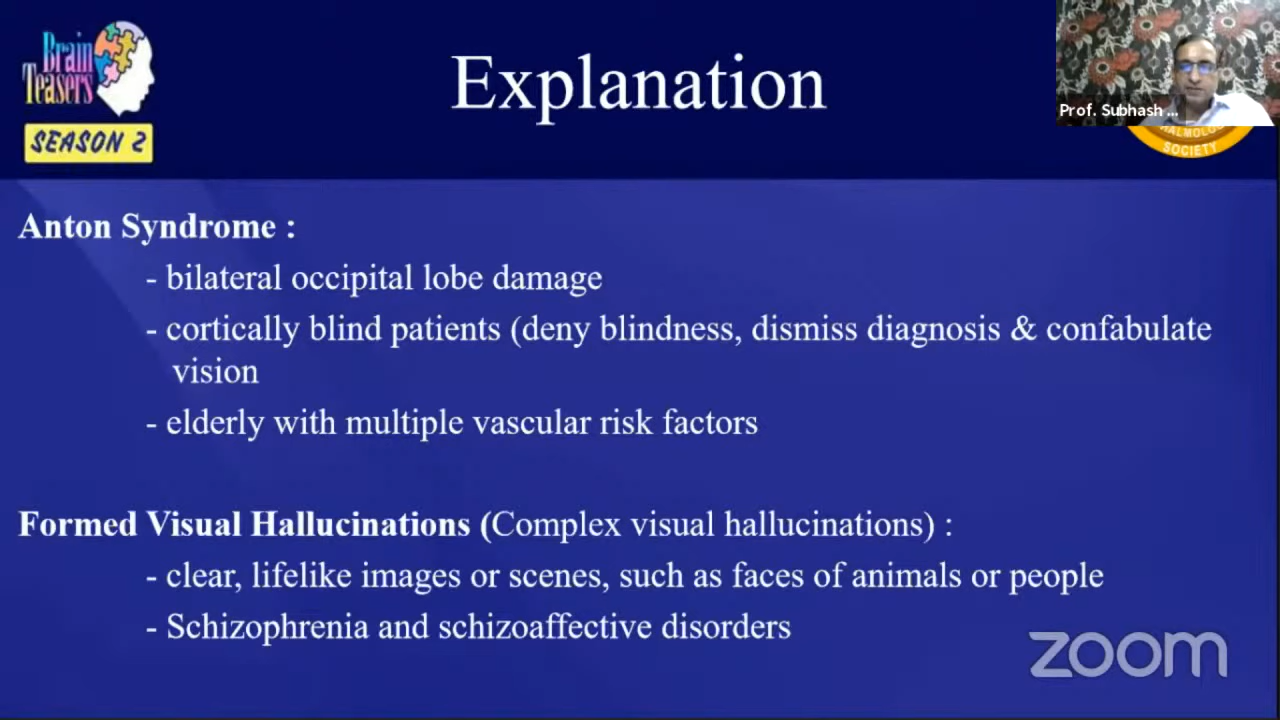 Brain
Teasers
SEASON 2
Explanation
Prof. Subhash ...
SOCIETY
Anton Syndrome :
- bilateral occipital lobe damage
- cortically blind patients (deny blindness, dismiss diagnosis & confabulate
vision
- elderly with multiple vascular risk factors
Formed Visual Hallucinations (Complex visual hallucinations) :
- clear, lifelike images or scenes, such as faces of animals or people
- Schizophrenia and schizoaffective disorders
zoom